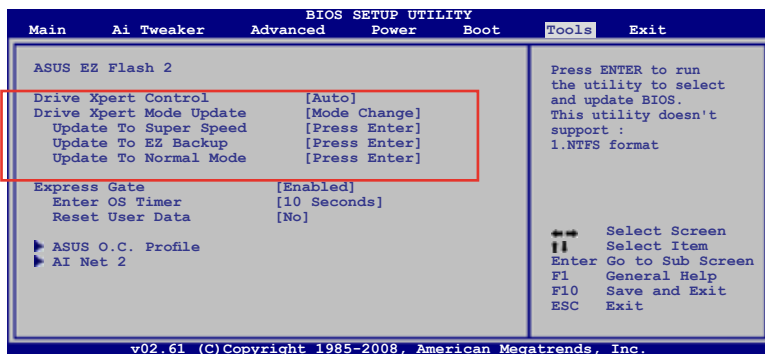 BIOS SETUP UTILITY
Main Ai Tweaker Advanced Power Boot Tools Exit
ASUS EZ Flash 2
Drive Xpert Control [Auto]
Drive Xpert Mode Update [Mode Change]
Update To Super Speed [Press Enter]
Update To EZ Backup [Press Enter]
Update To Normal Mode [Press Enter]
Express Gate [Enabled]
Enter OS Timer [10 Seconds]
Reset User Data [No]
ASUS O.C. Profile
AI Net 2
Press ENTER to run
the utility to select
and update BIOS.
This utility doesn't
support :
1.NTFS format
Select Screen
Select Item
Enter Go to Sub Screen
F1 General Help
F10 Save and Exit
ESC Exit
v02.61 (C)Copyright 1985-2008, American Megatrends, Inc.